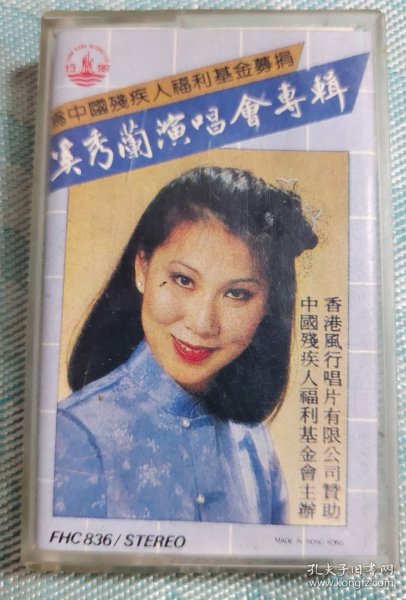 風行
為中國殘疾人福利基金募捐
奚秀蘭演唱會專輯
香港風行唱片有限公司贊助
中國殘疾人福利基金會主辦
FHC 836 / STEREO
MADE IN HONG KONG
孔夫子旧书网
www.kongfz.com